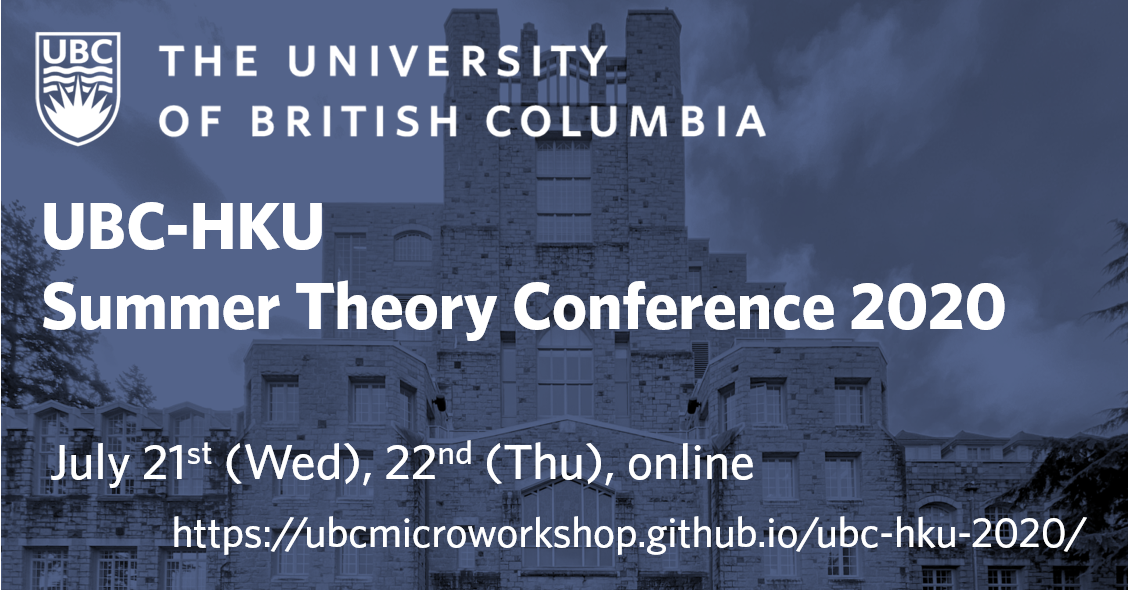 UBC
THE UNIVERSITY
OF BRITISH COLUMBIA
UBC-HKU
Summer Theory Conference 2020
July 21st (Wed), 22nd (Thu), online
https://ubcmicroworkshop.github.io/ubc-hku-2020/